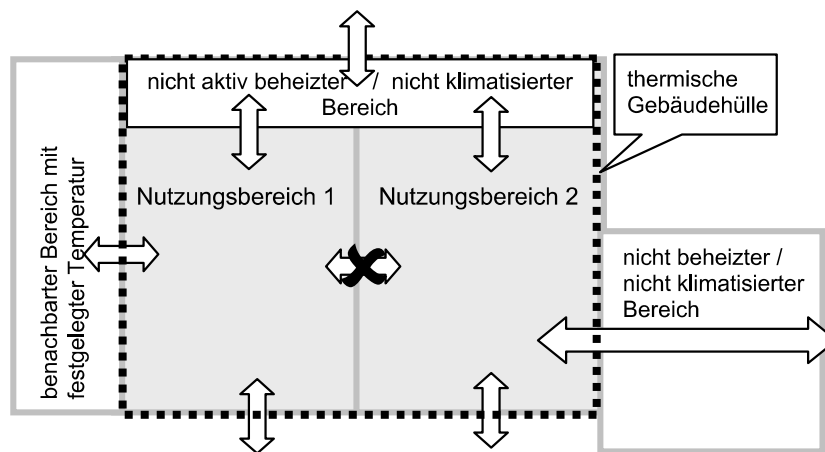 nicht aktiv beheizter / nicht klimatisierter
Bereich
thermische
Gebäudehülle
benachbarter Bereich mit
festgelegter Temperatur
Nutzungsbereich 1
Nutzungsbereich 2
nicht beheizter /
nicht klimatisierter
Bereich